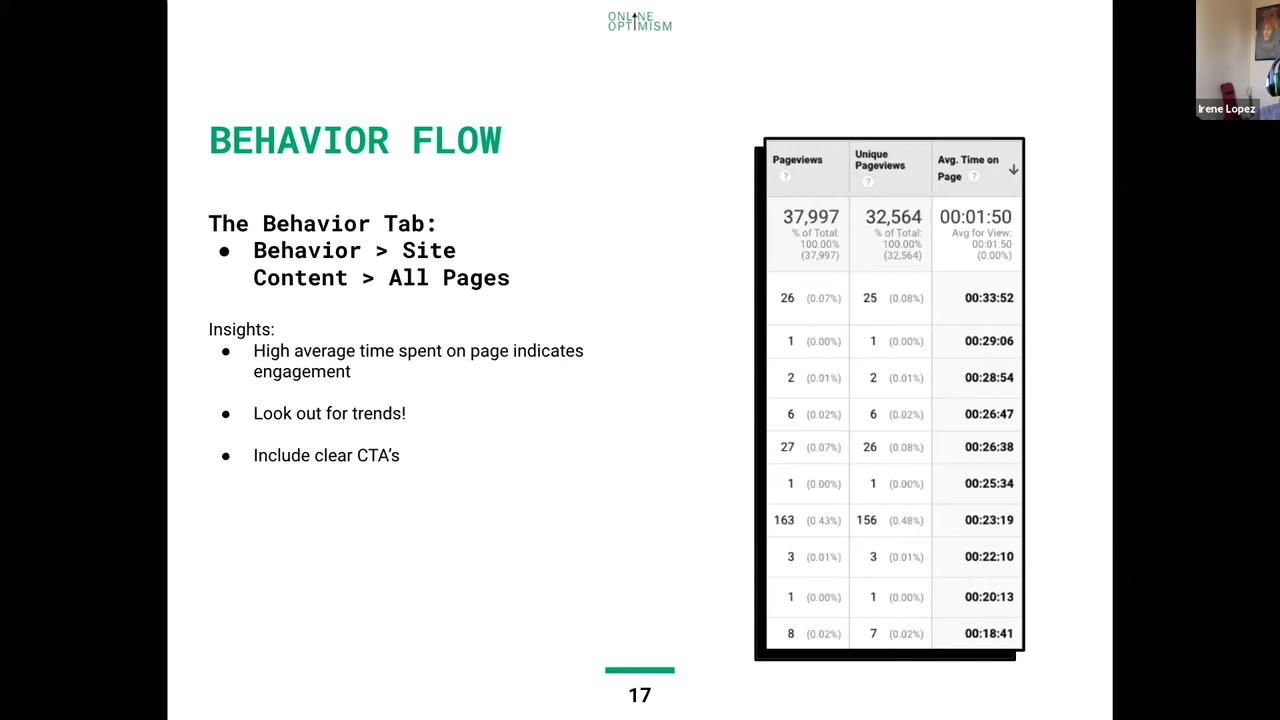 ONLINE
OPTIMISM
Irene Lopez
BEHAVIOR FLOW
The Behavior Tab:
● Behavior > Site
Content > All Pages
Insights:
● High average time spent on page indicates
engagement
● Look out for trends!
● Include clear CTA’s
Pageviews ? Unique Pageviews ? Avg. Time on Page ? ↓
37,997 32,564 00:01:50
% of Total: % of Total: Avg for View:
100.00% 100.00% 00:01:50
(37,997) (32,564) (0.00%)
26 (0.07%) 25 (0.08%) 00:33:52
1 (0.00%) 1 (0.00%) 00:29:06
2 (0.01%) 2 (0.01%) 00:28:54
6 (0.02%) 6 (0.02%) 00:26:47
27 (0.07%) 26 (0.08%) 00:26:38
1 (0.00%) 1 (0.00%) 00:25:34
163 (0.43%) 156 (0.48%) 00:23:19
3 (0.01%) 3 (0.01%) 00:22:10
1 (0.00%) 1 (0.00%) 00:20:13
8 (0.02%) 7 (0.02%) 00:18:41
17